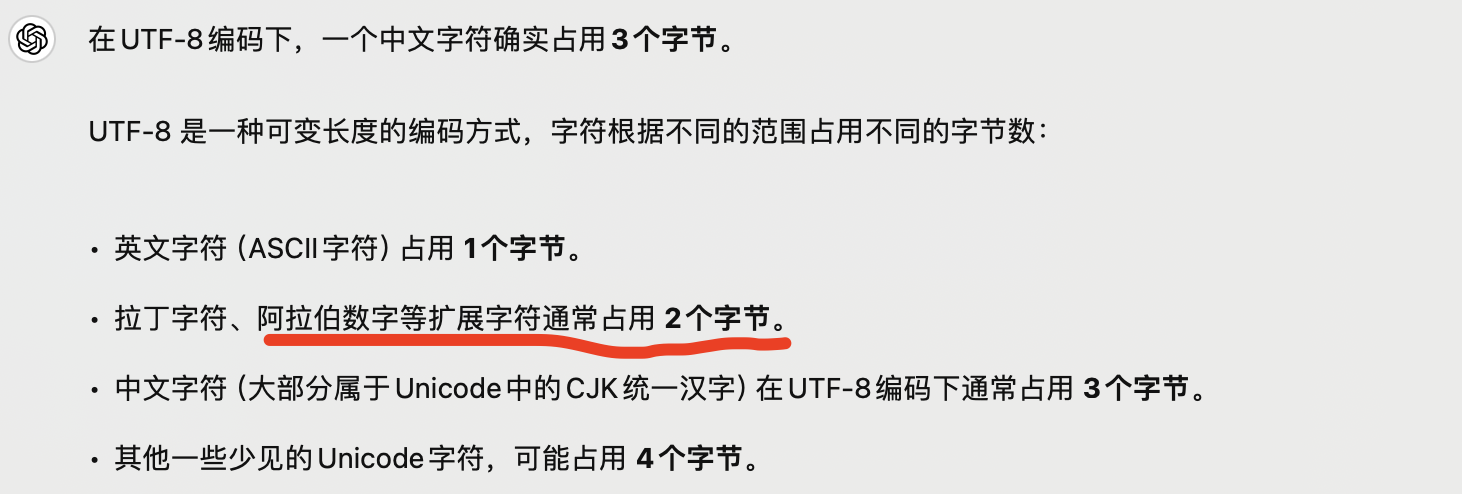 在UTF-8编码下，一个中文字符确实占用3个字节。
UTF-8 是一种可变长度的编码方式，字符根据不同的范围占用不同的字节数：
• 英文字符（ASCII字符）占用 1个字节。
• 拉丁字符、阿拉伯数字等扩展字符通常占用 2个字节。
• 中文字符（大部分属于Unicode中的CJK统一汉字）在UTF-8编码下通常占用 3个字节。
• 其他一些少见的Unicode字符，可能占用 4个字节。